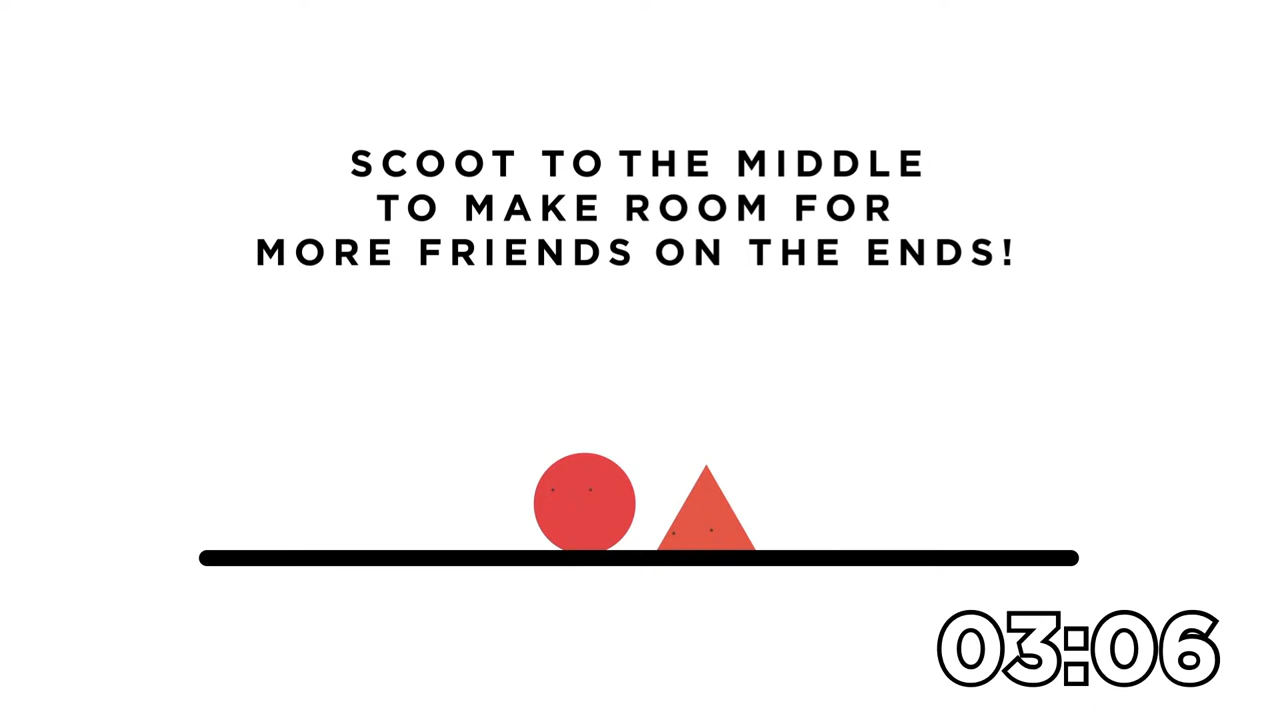 SCOOT TO THE MIDDLE
TO MAKE ROOM FOR
MORE FRIENDS ON THE ENDS!
03:06